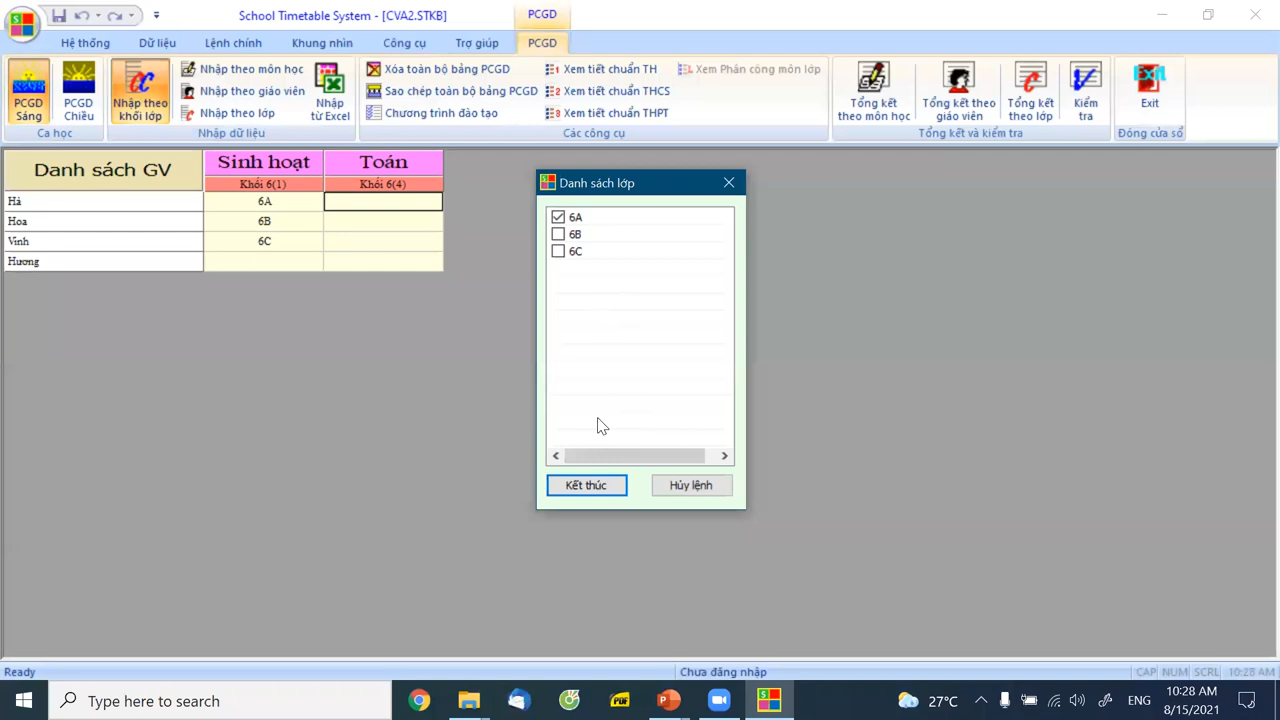 School Timetable System - [CVA2.STKB]
PCGD
Hệ thống
Dữ liệu
Lệnh chính
Khung nhìn
Công cụ
Trợ giúp
PCGD
PCGD Sáng
PCGD Chiều
Ca học
Nhập theo khối lớp
Nhập theo môn học
Nhập theo giáo viên
Nhập theo lớp
Nhập từ Excel
Nhập dữ liệu
Xóa toàn bộ bảng PCGD
Sao chép toàn bộ bảng PCGD
Chương trình đào tạo
Xem tiết chuẩn TH
Xem tiết chuẩn THCS
Xem tiết chuẩn THPT
Xem Phân công môn lớp
Các công cụ
Tổng kết theo môn học
Tổng kết theo giáo viên
Tổng kết theo lớp
Kiểm tra
Tổng kết và kiểm tra
Exit
Đóng cửa sổ
Danh sách GV
Sinh hoạt
Toán
Khối 6(1)
Khối 6(4)
Hà
6A
Hoa
6B
Vinh
6C
Hương
Danh sách lớp
6A
6B
6C
Kết thúc
Hủy lệnh
Ready
Chưa đăng nhập
CAP NUM SCRL 10:28 AM
Type here to search
PDF
27°C
ENG
10:28 AM
8/15/2021